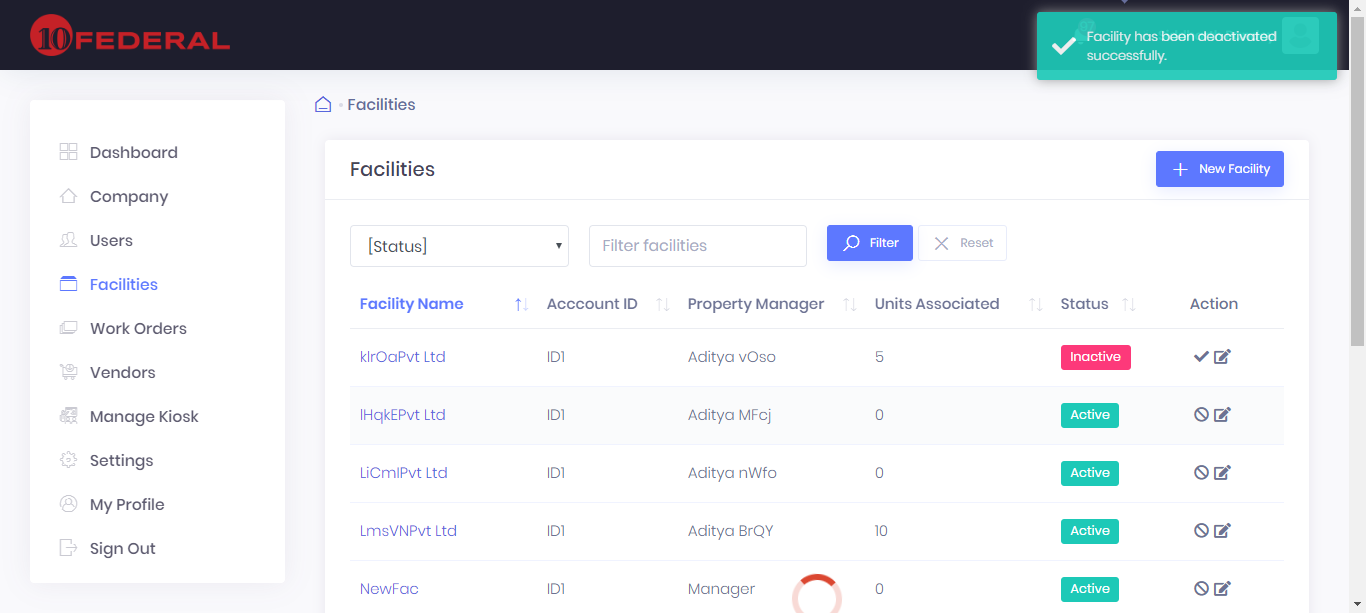 10 FEDERAL
Facility has been deactivated
successfully.
Facilities
Dashboard
Company
Users
Facilities
Work Orders
Vendors
Manage Kiosk
Settings
My Profile
Sign Out
Facilities
New Facility
[Status]
Filter facilities
Filter
Reset
Facility Name Acccount ID Property Manager Units Associated Status Action
klrOaPvt Ltd ID1 Aditya vOso 5 Inactive
lHqkEPvt Ltd ID1 Aditya MFcj 0 Active
LiCmIPvt Ltd ID1 Aditya nWfo 0 Active
LmsVNPvt Ltd ID1 Aditya BrQY 10 Active
NewFac ID1 Manager 0 Active